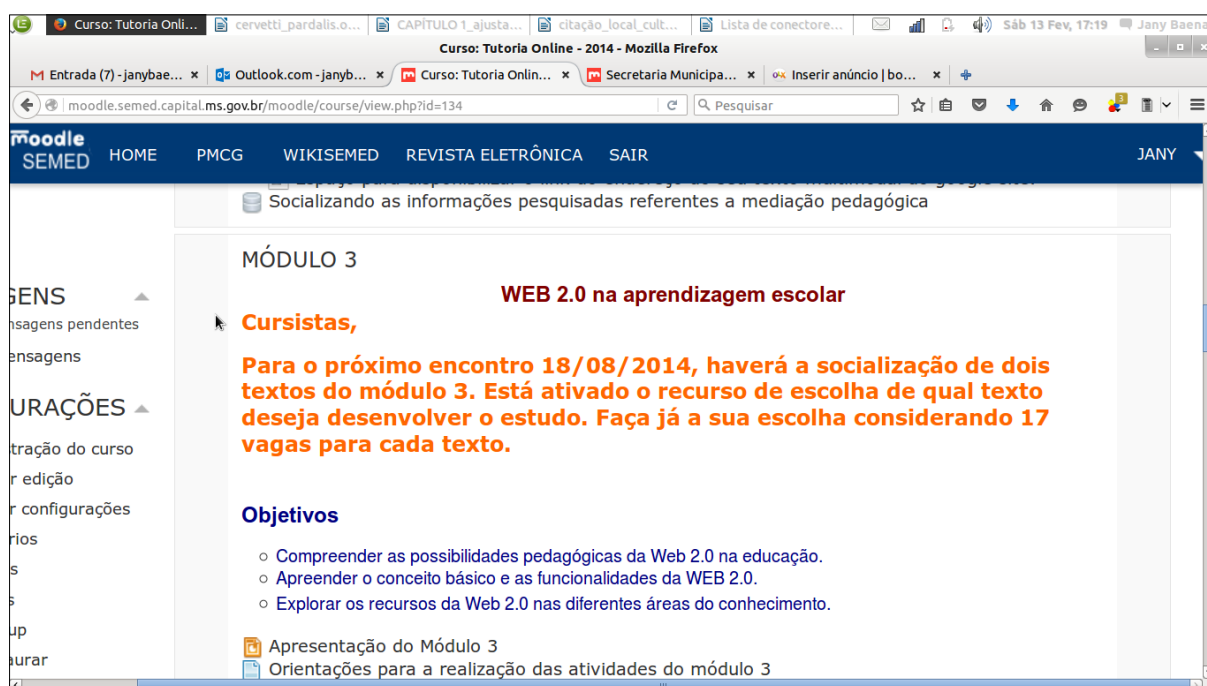 Curso: Tutoria Onli...
cervetti_pardalis.o...
CAPÍTULO 1_ajusta...
citação_local_cult...
Lista de conectore...
Sáb 13 Fev, 17:19
Jany Baena
Curso: Tutoria Online - 2014 - Mozilla Firefox
Entrada (7) - janybae...
Outlook.com - janyb...
Curso: Tutoria Onlin...
Secretaria Municipa...
Inserir anúncio | bo...
moodle.semed.capital.ms.gov.br/moodle/course/view.php?id=134
Pesquisar
3
moodle
SEMED
HOME
PMCG
WIKISEMED
REVISTA ELETRÔNICA
SAIR
JANY
Socializando as informações pesquisadas referentes a mediação pedagógica
MÓDULO 3
WEB 2.0 na aprendizagem escolar
GENS
nsagens pendentes
ensagens
URAÇÕES
tração do curso
r edição
r configurações
rios
s
s
up
aurar
Cursistas,
Para o próximo encontro 18/08/2014, haverá a socialização de dois
textos do módulo 3. Está ativado o recurso de escolha de qual texto
deseja desenvolver o estudo. Faça já a sua escolha considerando 17
vagas para cada texto.
Objetivos
Compreender as possibilidades pedagógicas da Web 2.0 na educação.
Apreender o conceito básico e as funcionalidades da WEB 2.0.
Explorar os recursos da Web 2.0 nas diferentes áreas do conhecimento.
Apresentação do Módulo 3
Orientações para a realização das atividades do módulo 3